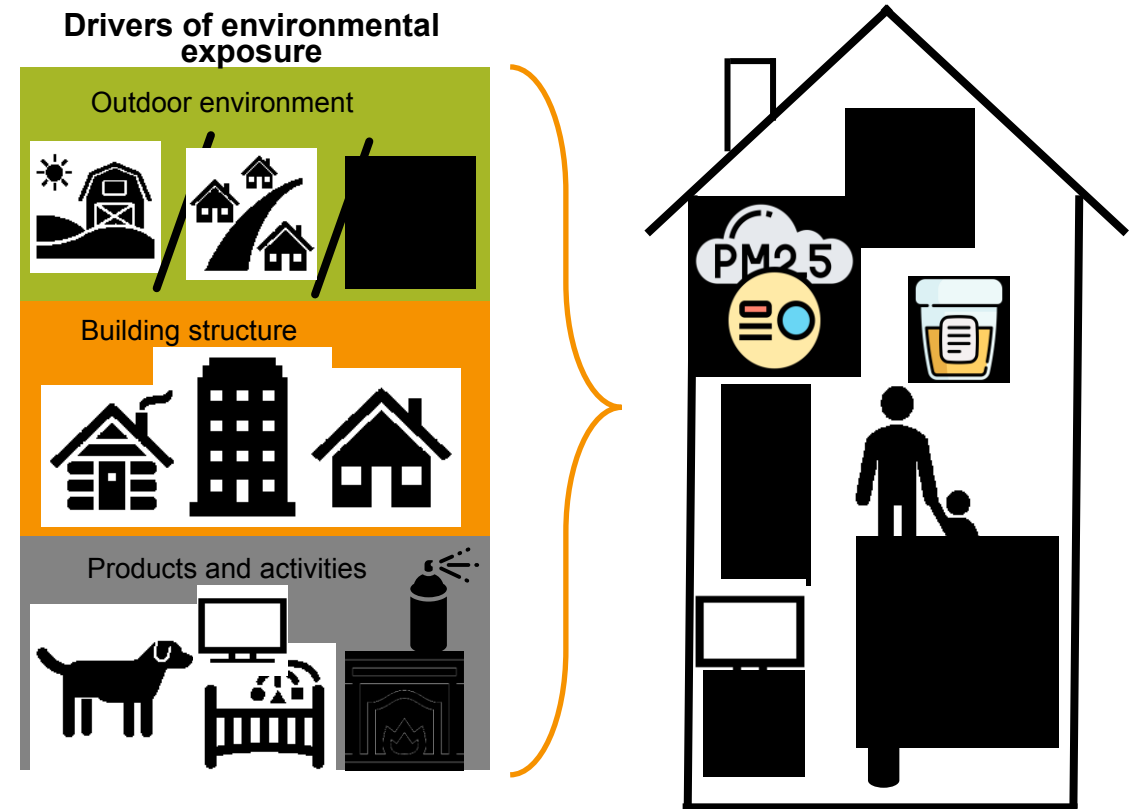 Drivers of environmental
exposure
Outdoor environment
Building structure
Products and activities
PM2.5